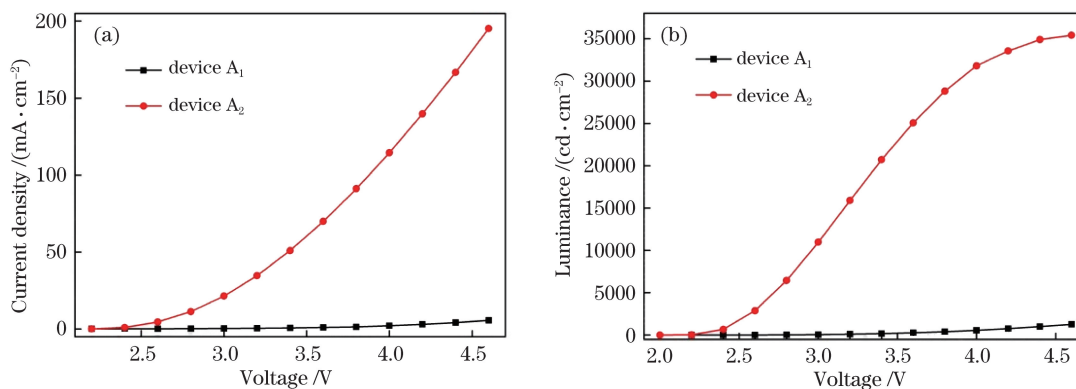 (a)
device A₁
device A₂
200
150
100
50
0
2.5 3.0 3.5 4.0 4.5
Voltage /V
Current density /(mA · cm⁻²)
(b)
device A₁
device A₂
35000
30000
25000
20000
15000
10000
5000
0
2.0 2.5 3.0 3.5 4.0 4.5
Voltage /V
Luminance /(cd · cm⁻²)